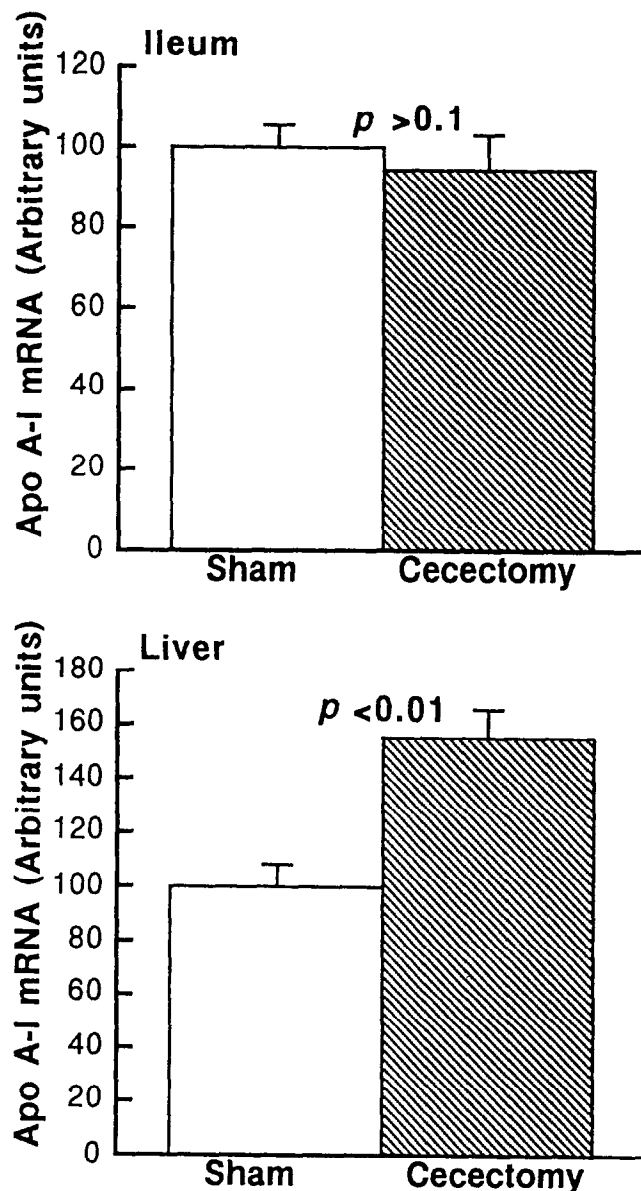 Ileum
Apo A-I mRNA (Arbitrary units)
120
100
80
60
40
20
0
p >0.1
Sham
Cecectomy
Liver
Apo A-I mRNA (Arbitrary units)
180
160
140
120
100
80
60
40
20
0
p <0.01
Sham
Cecectomy